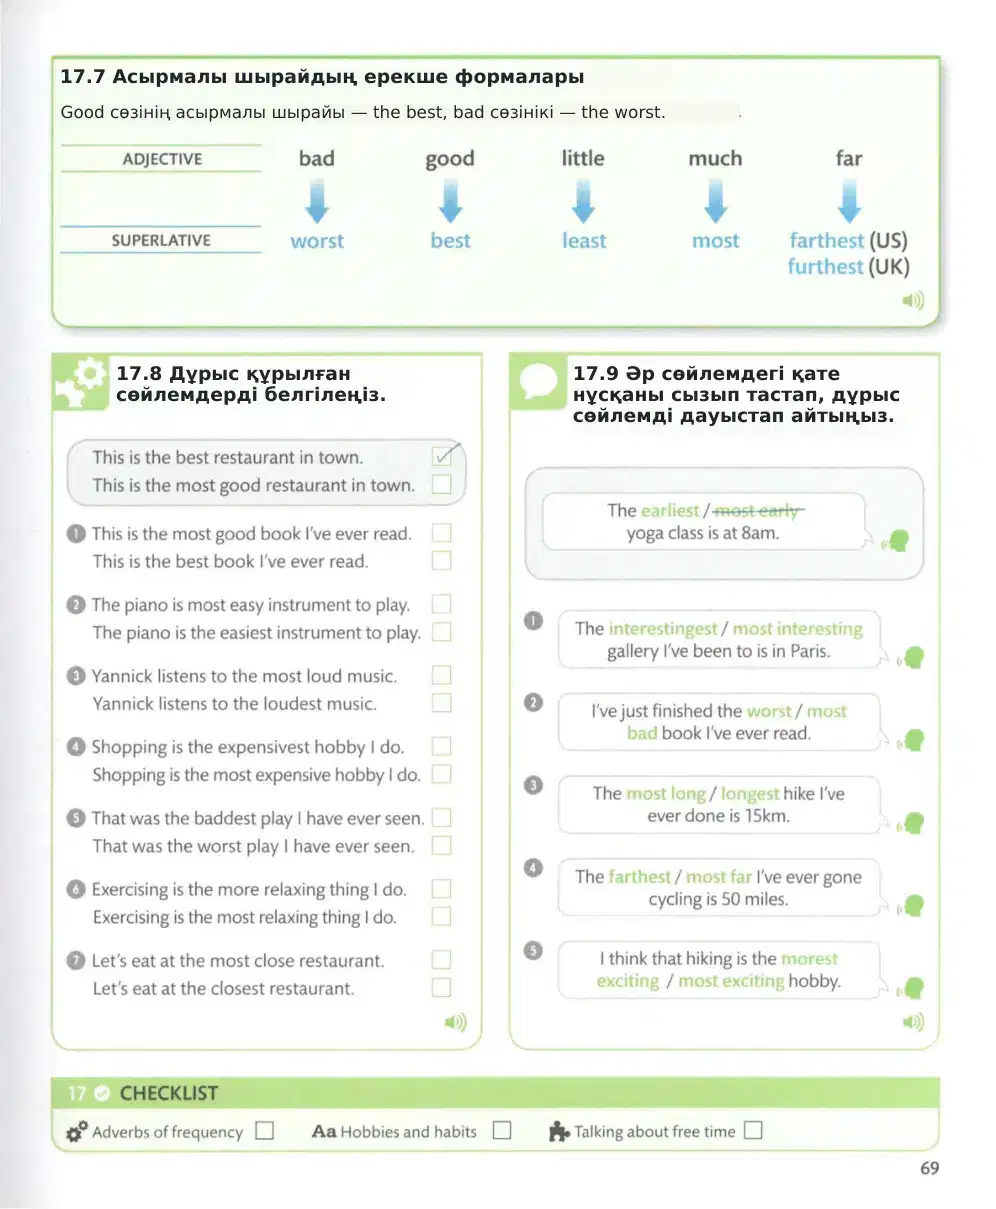 17.7 Асырмалы шырайдың ерекше формалары
Good сөзінің асырмалы шырайы — the best, bad сөзінікі — the worst.
ADJECTIVE bad good little much far
SUPERLATIVE worst best least most farthest (US)
furthest (UK)
17.8 Дұрыс құрылған
сөйлемдерді белгілеңіз.
This is the best restaurant in town.
This is the most good restaurant in town.
1 This is the most good book I've ever read.
This is the best book I've ever read.
2 The piano is most easy instrument to play.
The piano is the easiest instrument to play.
3 Yannick listens to the most loud music.
Yannick listens to the loudest music.
4 Shopping is the expensivest hobby I do.
Shopping is the most expensive hobby I do.
5 That was the baddest play I have ever seen.
That was the worst play I have ever seen.
6 Exercising is the more relaxing thing I do.
Exercising is the most relaxing thing I do.
7 Let's eat at the most close restaurant.
Let's eat at the closest restaurant.
17.9 Әр сөйлемдегі қате
нұсқаны сызып тастап, дұрыс
сөйлемді дауыстап айтыңыз.
The earliest / most early
yoga class is at 8am.
1 The interestingest / most interesting
gallery I've been to is in Paris.
2 I've just finished the worst / most
bad book I've ever read.
3 The most long / longest hike I've
ever done is 15km.
4 The farthest / most far I've ever gone
cycling is 50 miles.
5 I think that hiking is the morest
exciting / most exciting hobby.
17 CHECKLIST
Adverbs of frequency Aa Hobbies and habits Talking about free time
69